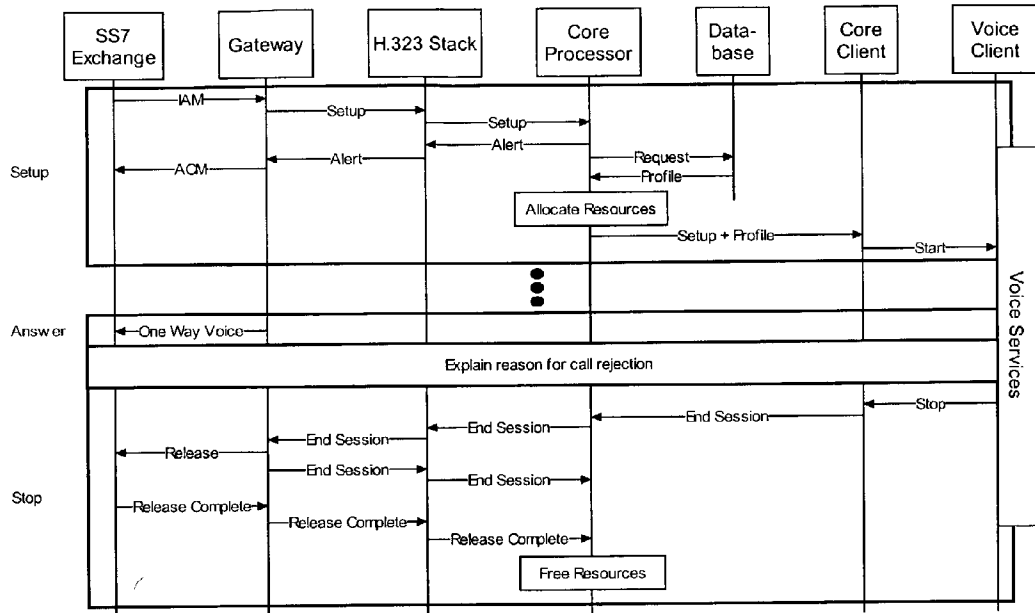 SS7
Exchange
Gateway
H.323 Stack
Core
Processor
Data-
base
Core
Client
Voice
Client
IAM
Setup
Setup
Alert
Alert
Request
ACM
Profile
Setup
Allocate Resources
Setup + Profile
Start
Voice Services
Answer
One Way Voice
Explain reason for call rejection
Stop
End Session
End Session
End Session
Release
End Session
End Session
Stop
Release Complete
Release Complete
Release Complete
Free Resources